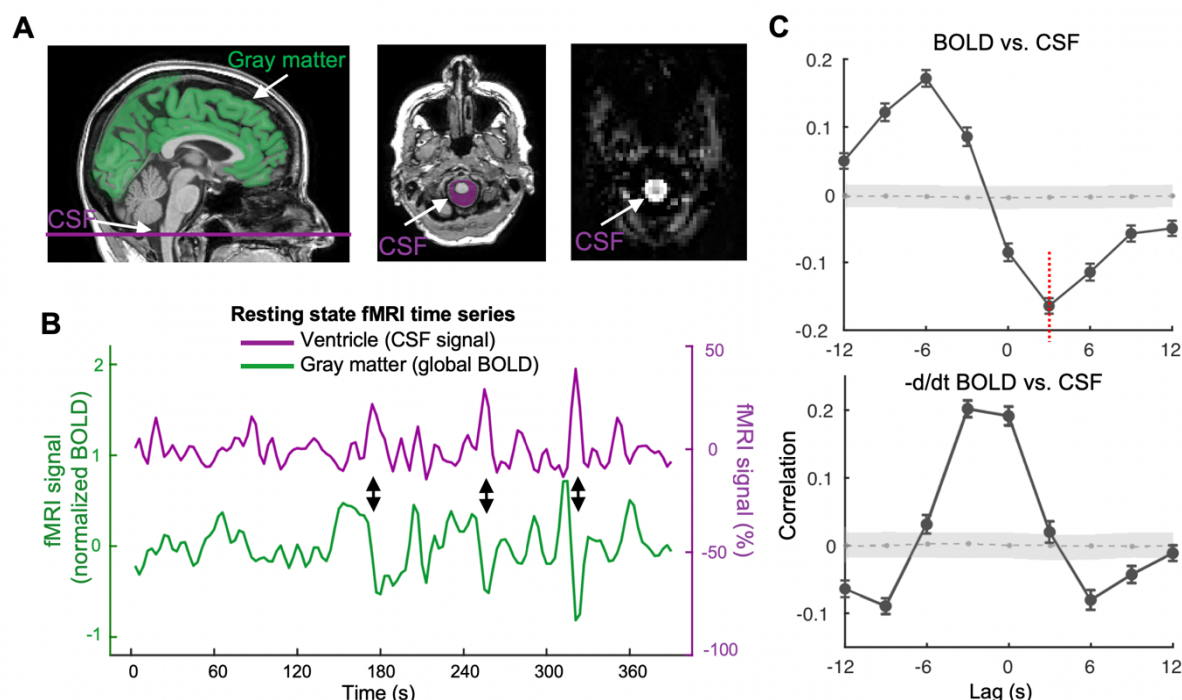 A
Gray matter
CSF
CSF
CSF
B
Resting state fMRI time series
Ventricle (CSF signal)
Gray matter (global BOLD)
fMRI signal
(normalized BOLD)
2
1
0
-1
50
0
-50
-100
fMRI signal (%)
0
60
120
180
240
300
360
Time (s)
C
BOLD vs. CSF
0.2
0.1
0
-0.1
-0.2
-12
-6
0
6
12
-d/dt BOLD vs. CSF
Correlation
0.2
0.1
0
-0.1
-12
-6
0
6
12
Lag (s)